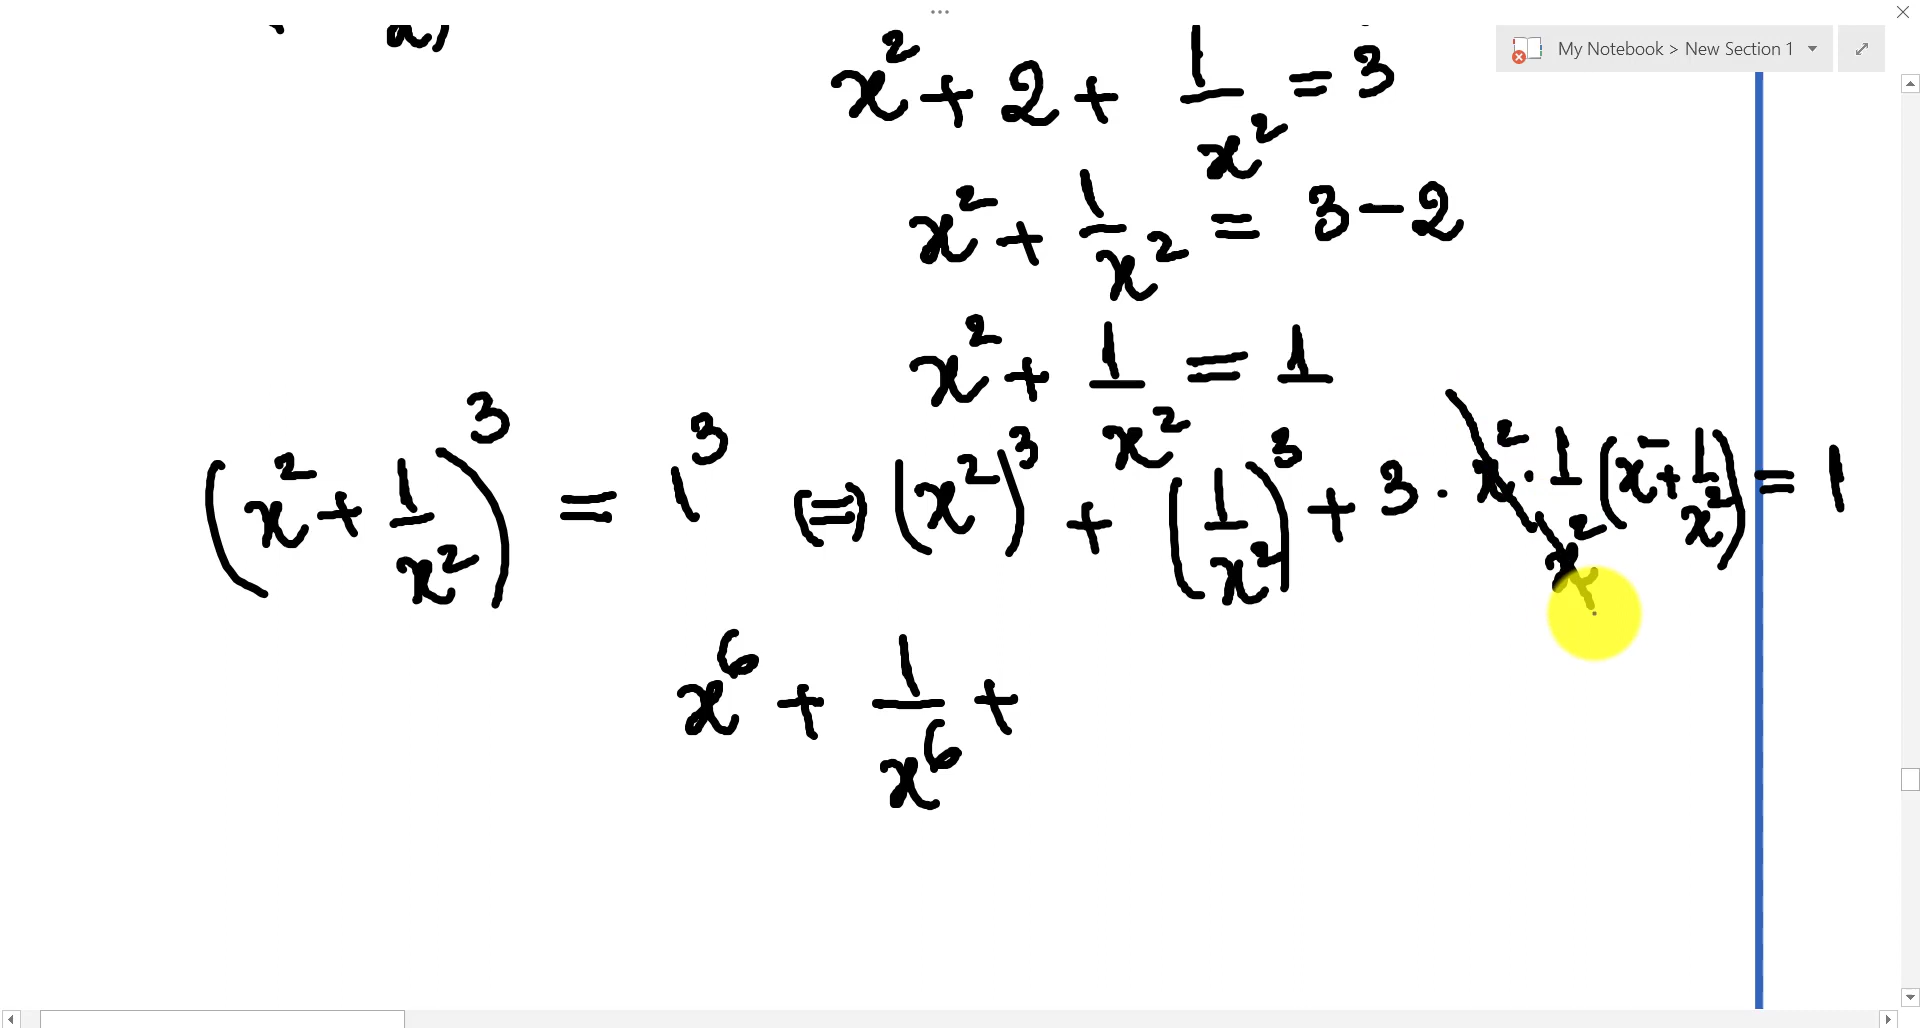 My Notebook > New Section 1
x² + 2 + 1/x² = 3
x² + 1/x² = 3 - 2
x² + 1/x² = 1
(x² + 1/x²)³ = 1³ (=) (x²)³ + (1/x²)³ + 3 · x² · 1/x² (x² + 1/x²) = 1
x⁶ + 1/x⁶ +